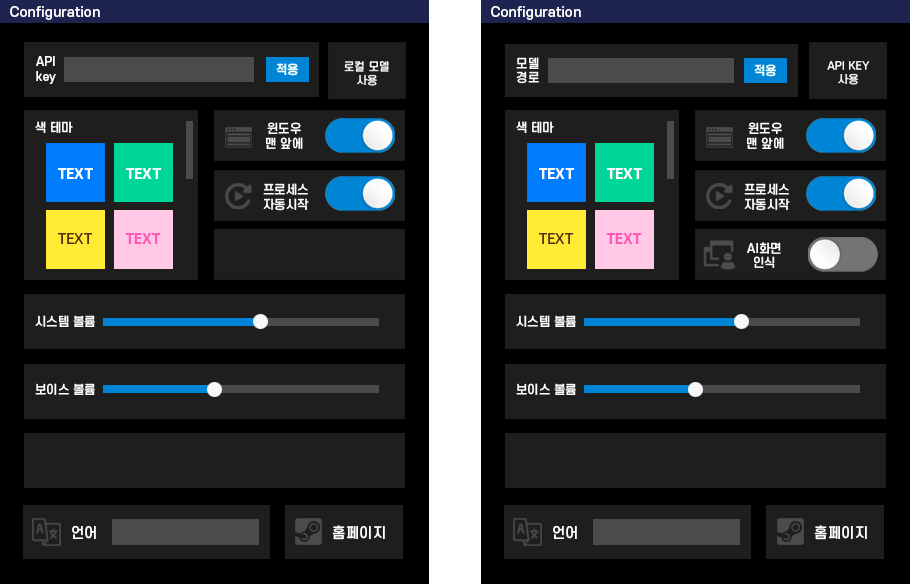 Configuration
API
key
적용
로컬 모델
사용
색 테마
TEXT
TEXT
TEXT
TEXT
윈도우
맨 앞에
프로세스
자동시작
시스템 볼륨
보이스 볼륨
언어
홈페이지
Configuration
모델
경로
적용
API KEY
사용
색 테마
TEXT
TEXT
TEXT
TEXT
윈도우
맨 앞에
프로세스
자동시작
AI화면
인식
시스템 볼륨
보이스 볼륨
언어
홈페이지